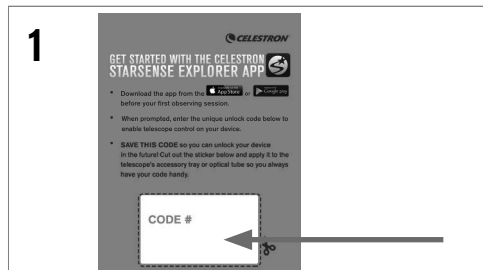 1
CELESTRON
GET STARTED WITH THE CELESTRON
STARSENSE EXPLORER APP
• Download the app from the App Store or Google play
before your first observing session.
• When prompted, enter the unique unlock code below to
enable telescope control on your device.
• SAVE THIS CODE so you can unlock your device
in the future! Cut out the sticker below and apply it to the
telescope's accessory tray or optical tube so you always
have your code handy.
CODE #